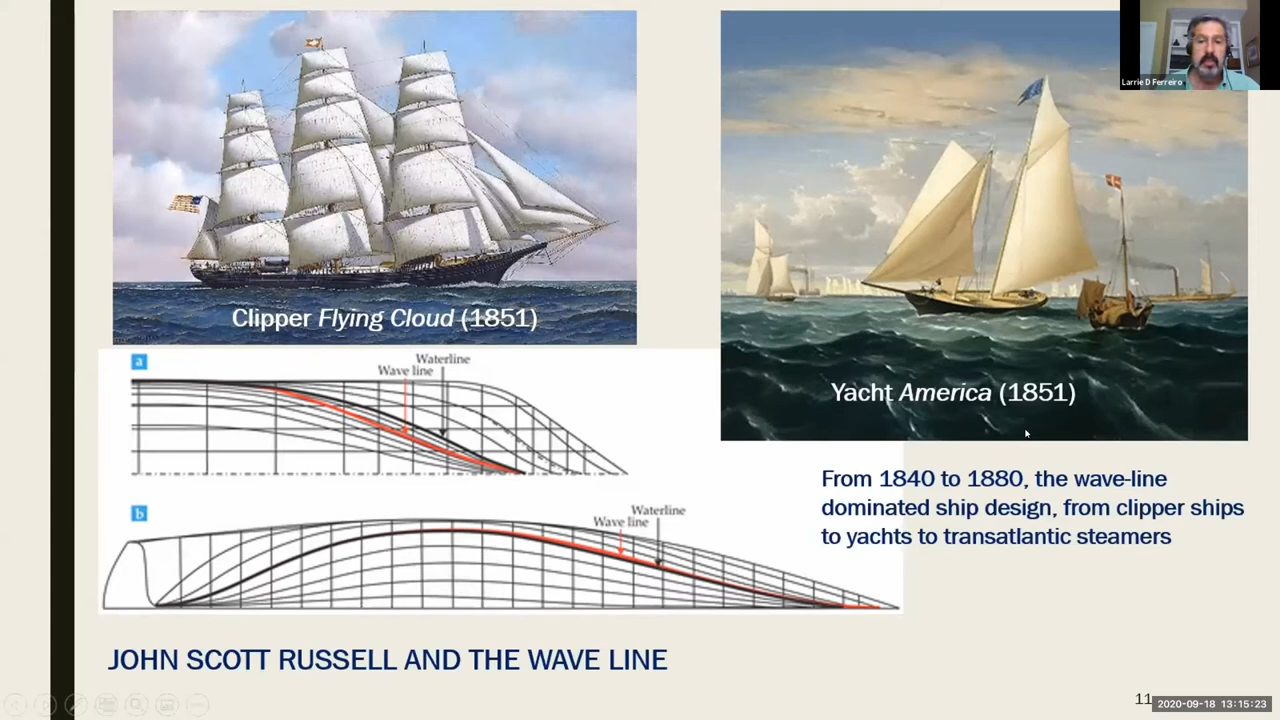 Larrie D Ferreiro
Clipper Flying Cloud (1851)
Yacht America (1851)
a
Waterline
Wave line
b
Waterline
Wave line
From 1840 to 1880, the wave-line
dominated ship design, from clipper ships
to yachts to transatlantic steamers
JOHN SCOTT RUSSELL AND THE WAVE LINE
11
2020-09-18 13:15:23